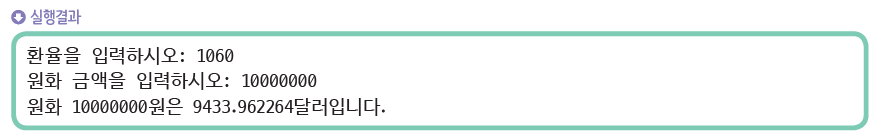 실행결과
환율을 입력하시오: 1060
원화 금액을 입력하시오: 10000000
원화 10000000원은 9433.962264달러입니다.